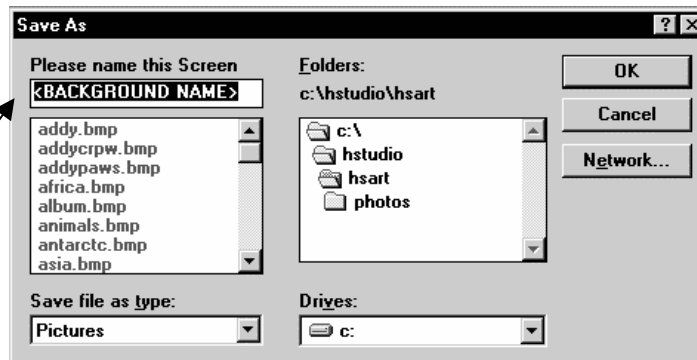 Save As
Please name this Screen
<BACKGROUND NAME>
addy.bmp
addycrpw.bmp
addypaws.bmp
africa.bmp
album.bmp
animals.bmp
antarctc.bmp
asia.bmp
Save file as type:
Pictures
Folders:
c:\hstudio\hsart
c:\
hstudio
hsart
photos
Drives:
c:
OK
Cancel
Network...